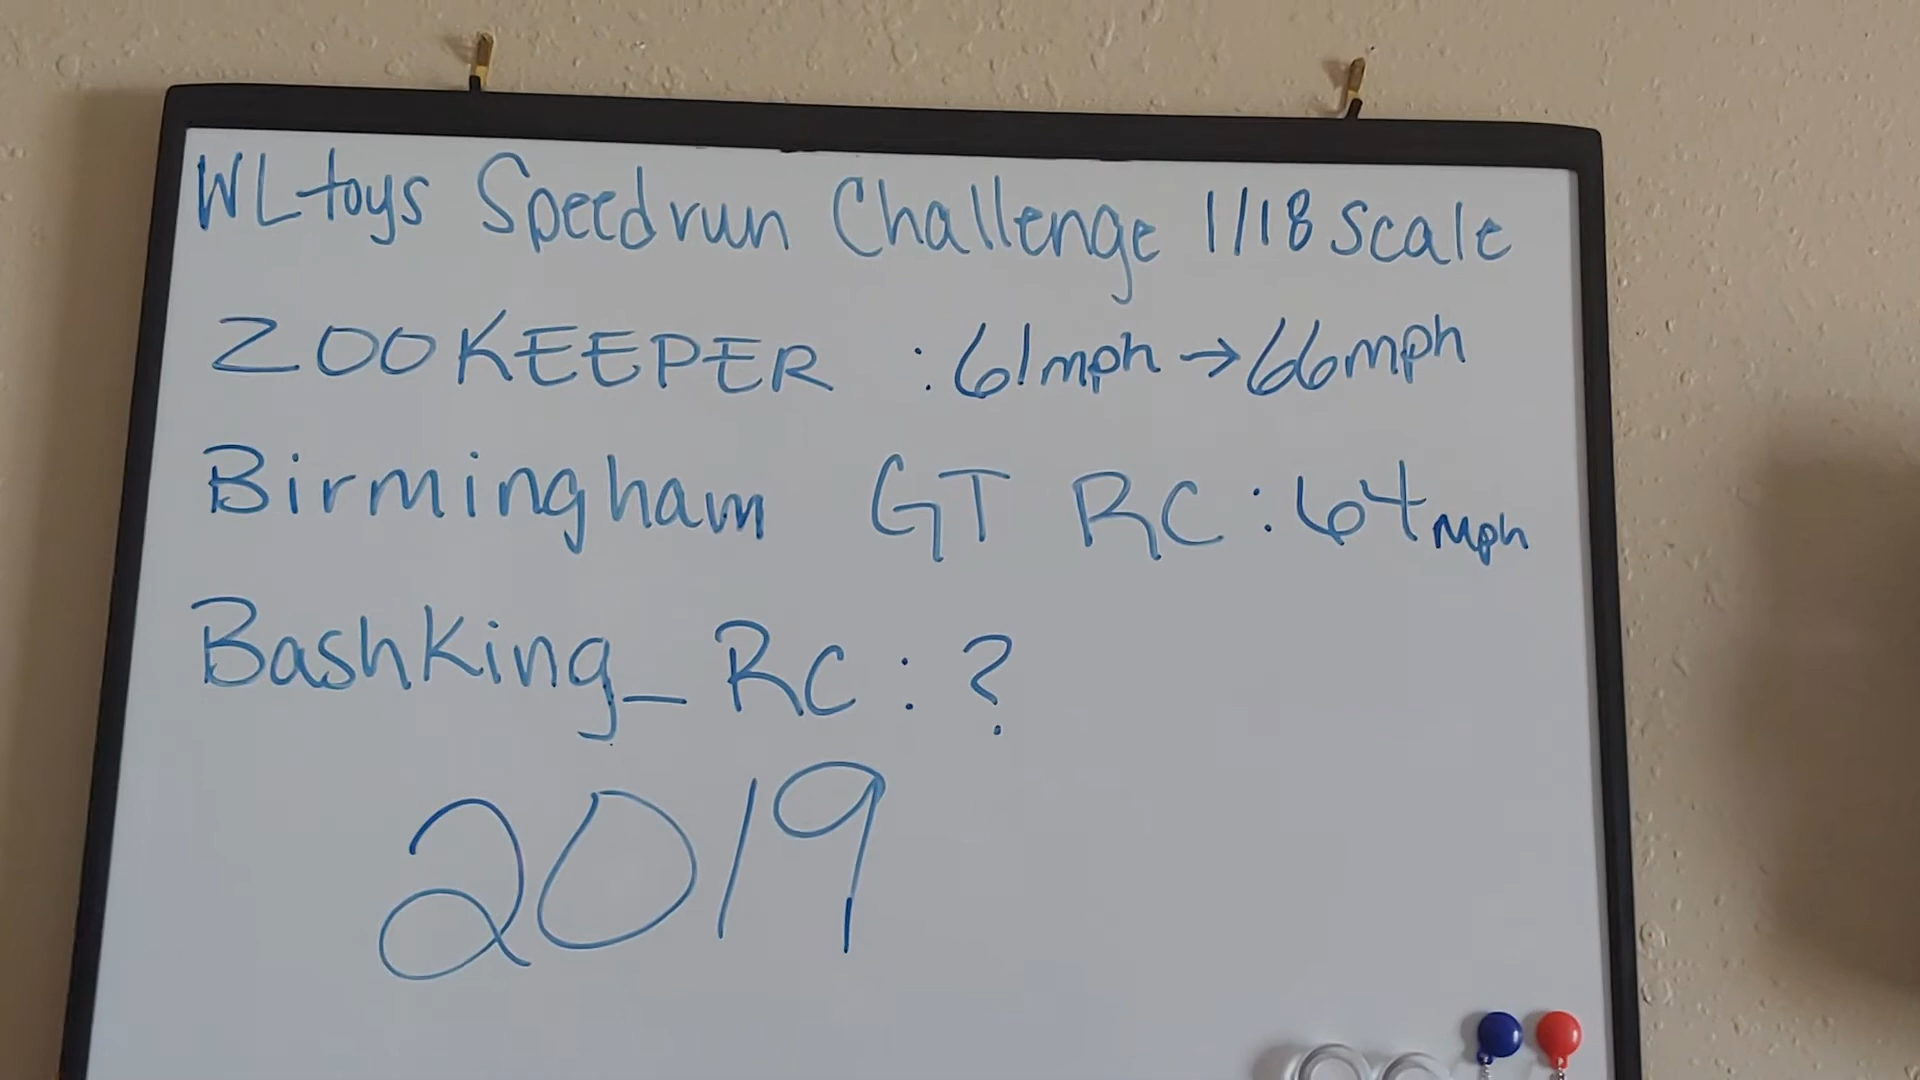 WLtoys Speedrun Challenge 1/18 scale
ZOOKEEPER : 61mph → 66mph
Birmingham GT RC : 64mph
BashKing_RC : ?
2019